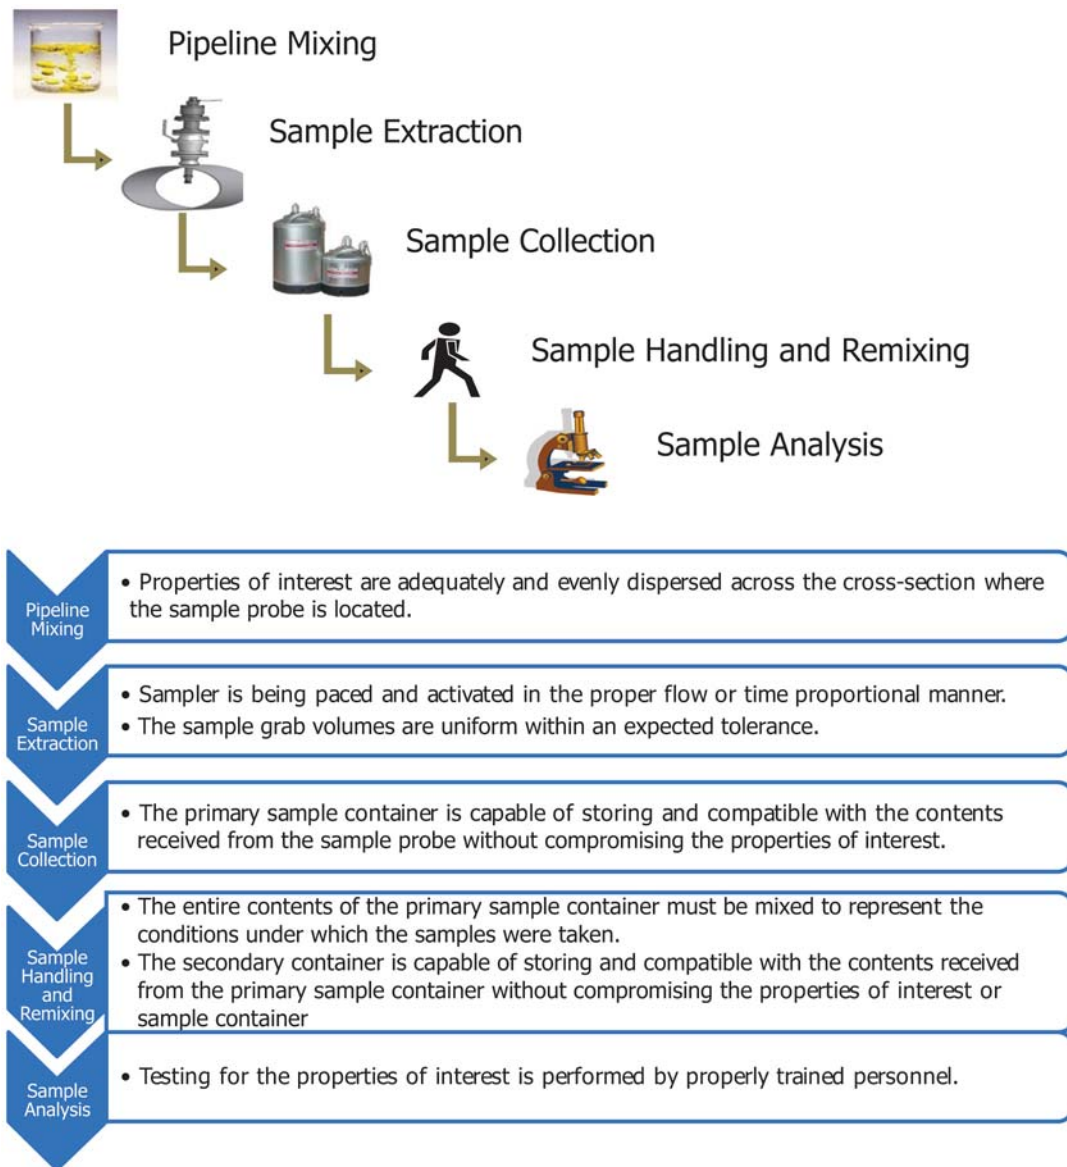 Pipeline Mixing
Sample Extraction
Sample Collection
Sample Handling and Remixing
Sample Analysis
Pipeline
Mixing
• Properties of interest are adequately and evenly dispersed across the cross-section where
the sample probe is located.
Sample
Extraction
• Sampler is being paced and activated in the proper flow or time proportional manner.
• The sample grab volumes are uniform within an expected tolerance.
Sample
Collection
• The primary sample container is capable of storing and compatible with the contents
received from the sample probe without compromising the properties of interest.
Sample
Handling
and
Remixing
• The entire contents of the primary sample container must be mixed to represent the
conditions under which the samples were taken.
• The secondary container is capable of storing and compatible with the contents received
from the primary sample container without compromising the properties of interest or
sample container
Sample
Analysis
• Testing for the properties of interest is performed by properly trained personnel.